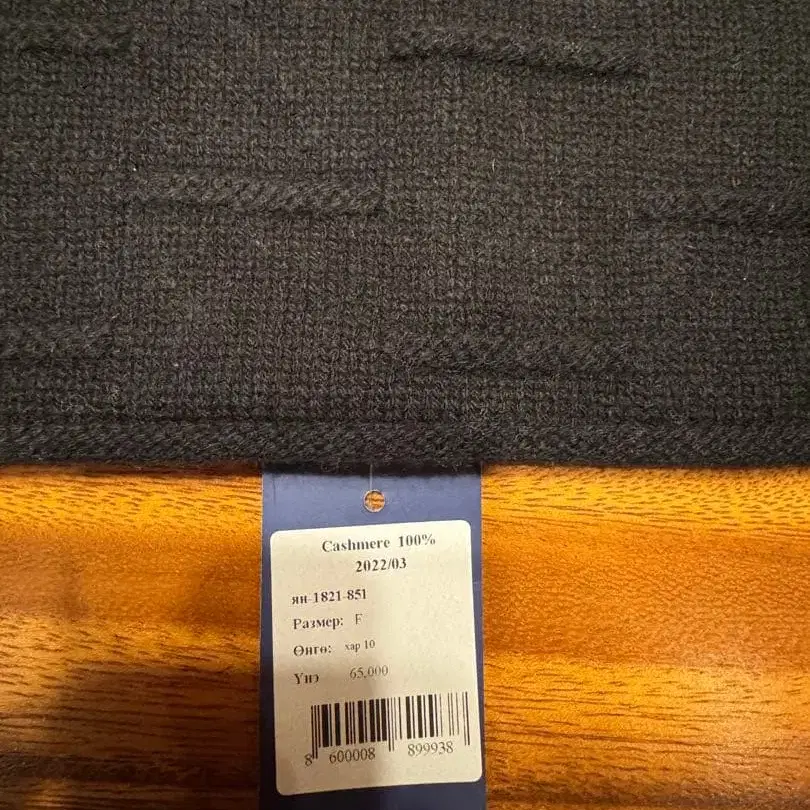 Cashmere 100%
2022/03
ян-1821-851
Размер: F
Өнгө: хар 10
Үнэ 65,000
8 600008 899938